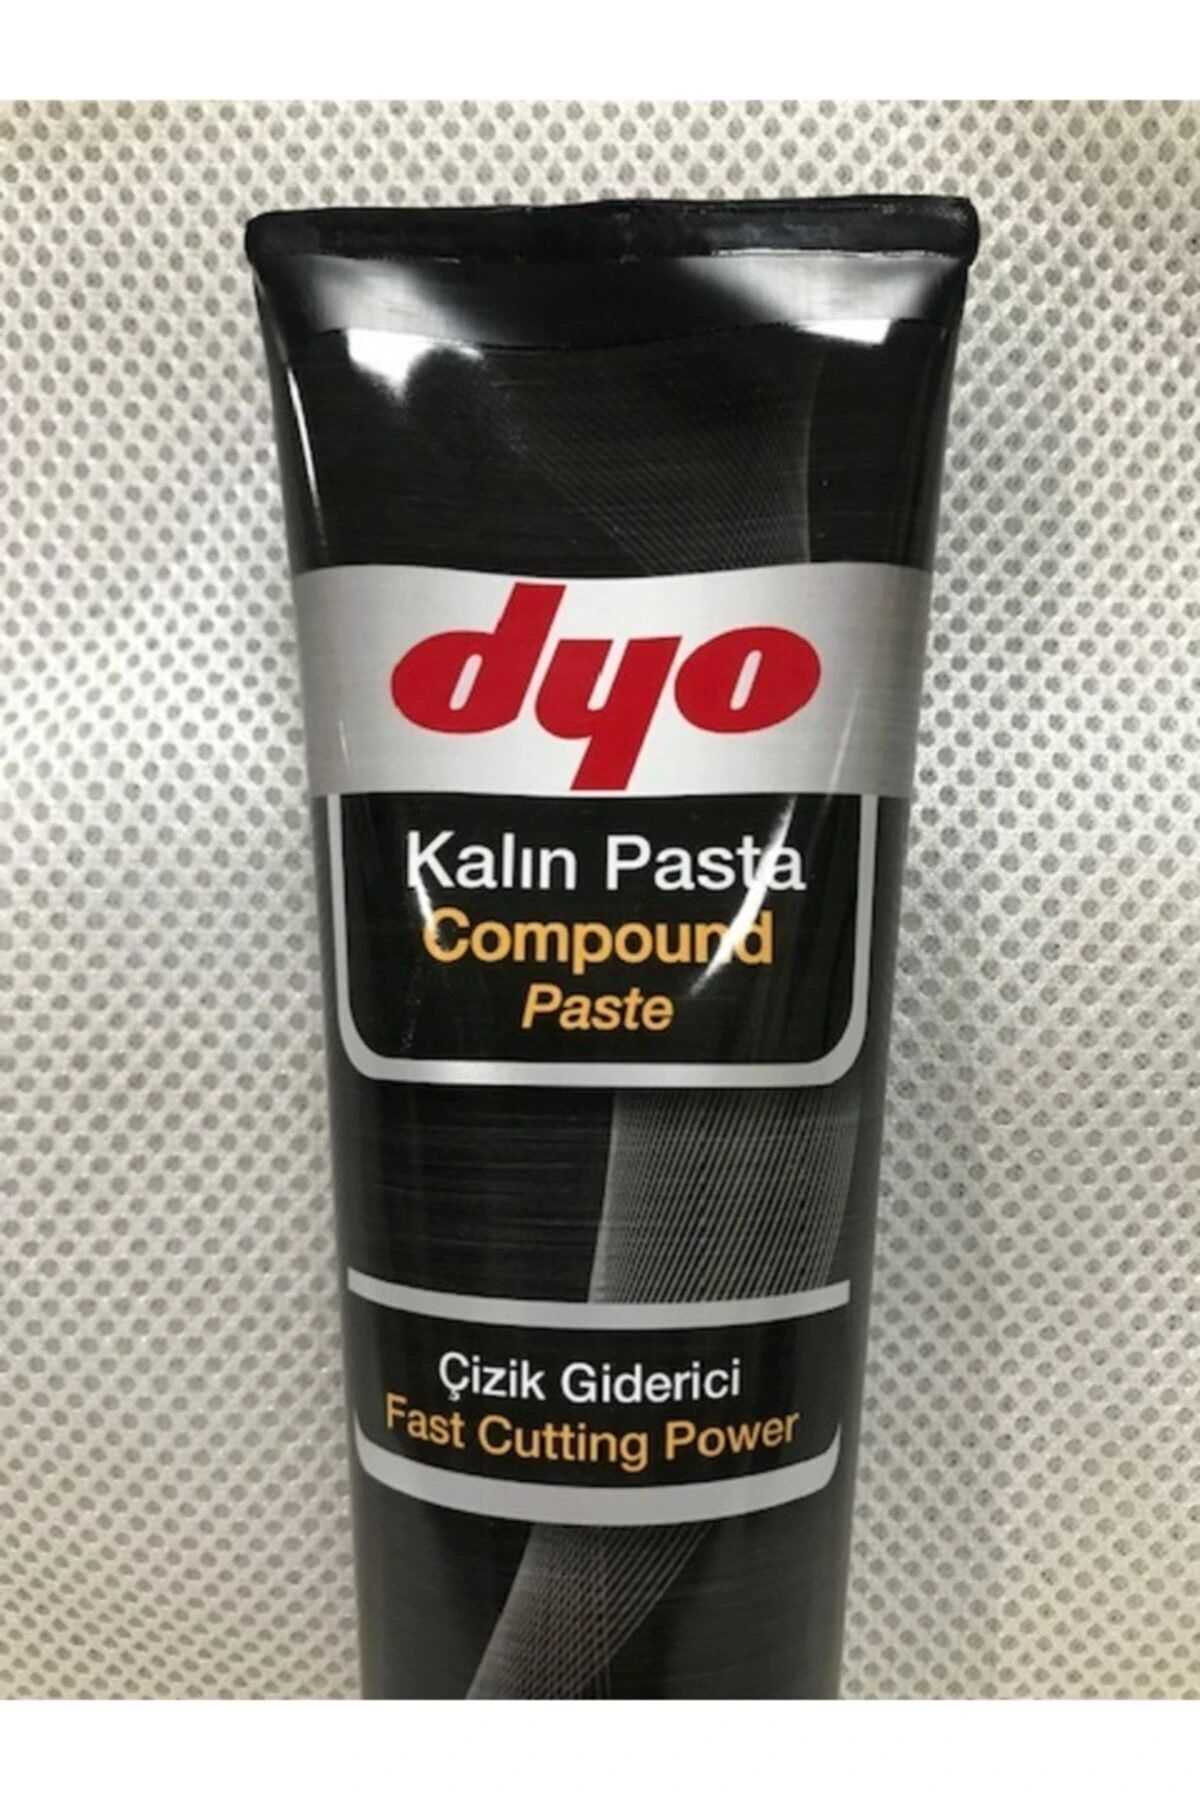 dyo
Kalın Pasta
Compound
Paste
Çizik Giderici
Fast Cutting Power